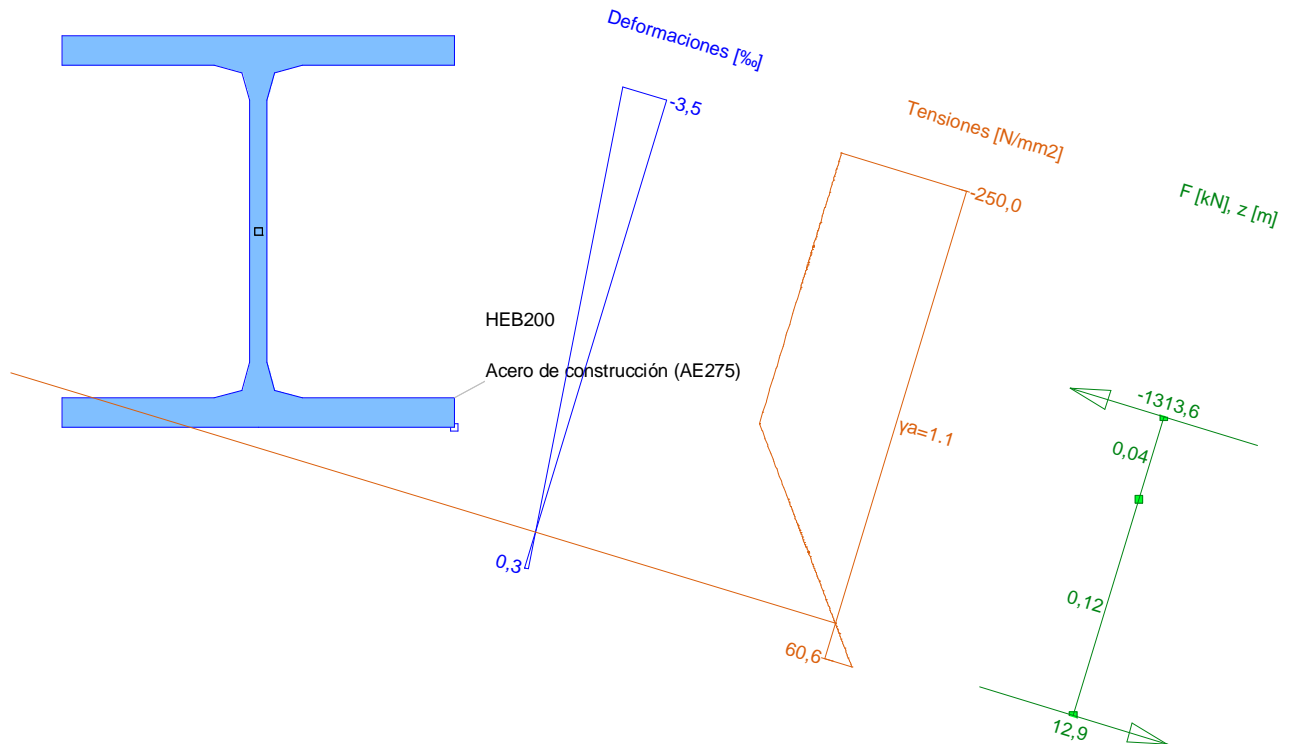 Deformaciones [‰]
-3,5
Tensiones [N/mm2]
-250,0
F [kN], z [m]
HEB200
Acero de construcción (AE275)
-1313,6
γa=1.1
0,04
0,3
0,12
60,6
12,9